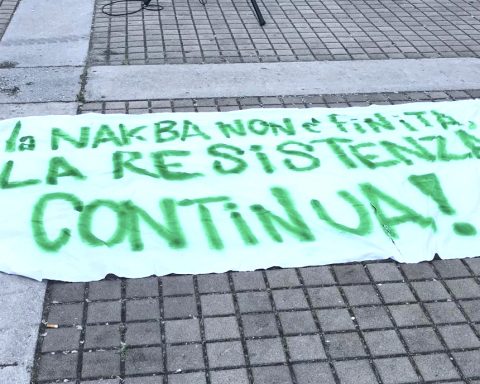 la NAKBA NON è FiNiTA,
LA RESiSTENZA
CONTiNUA!